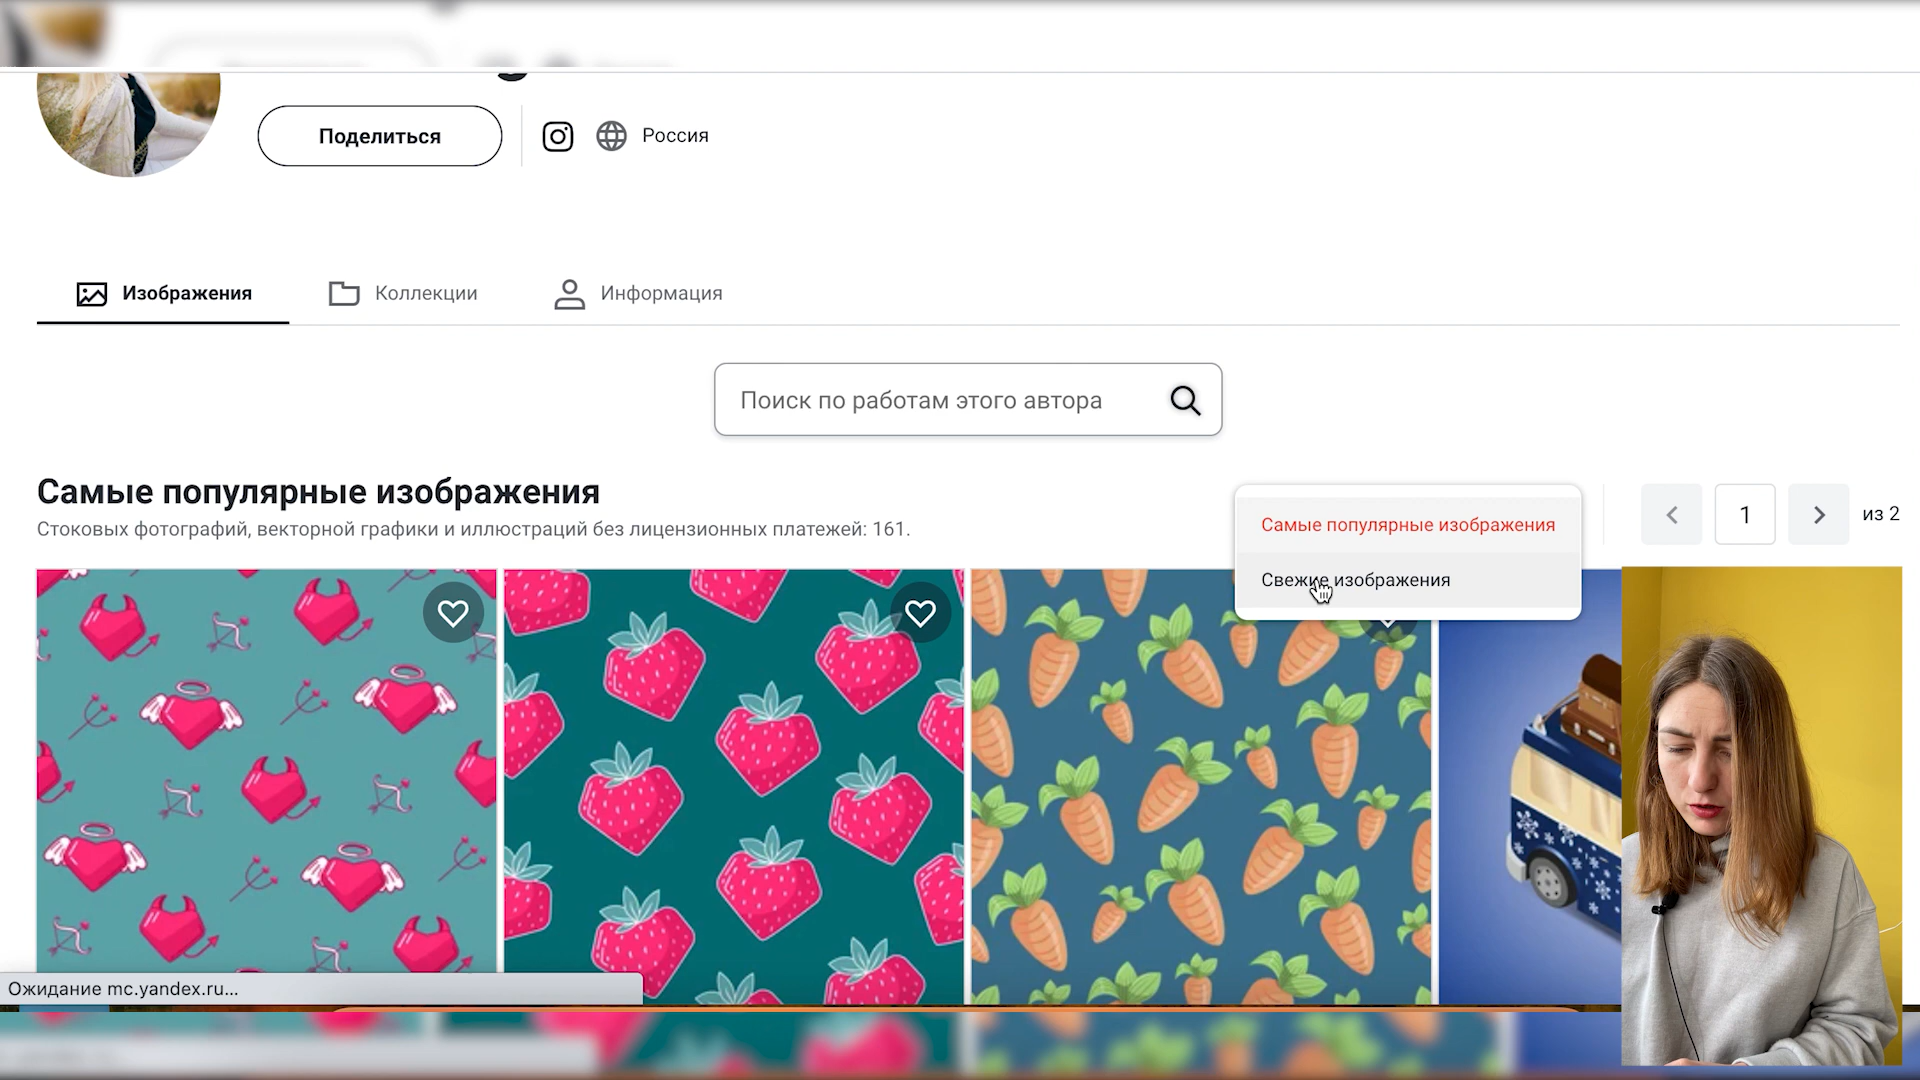 Поделиться
Россия
Изображения
Коллекции
Информация
Поиск по работам этого автора
Самые популярные изображения
Стоковых фотографий, векторной графики и иллюстраций без лицензионных платежей: 161.
Самые популярные изображения
Свежие изображения
1
из 2
Ожидание mc.yandex.ru...